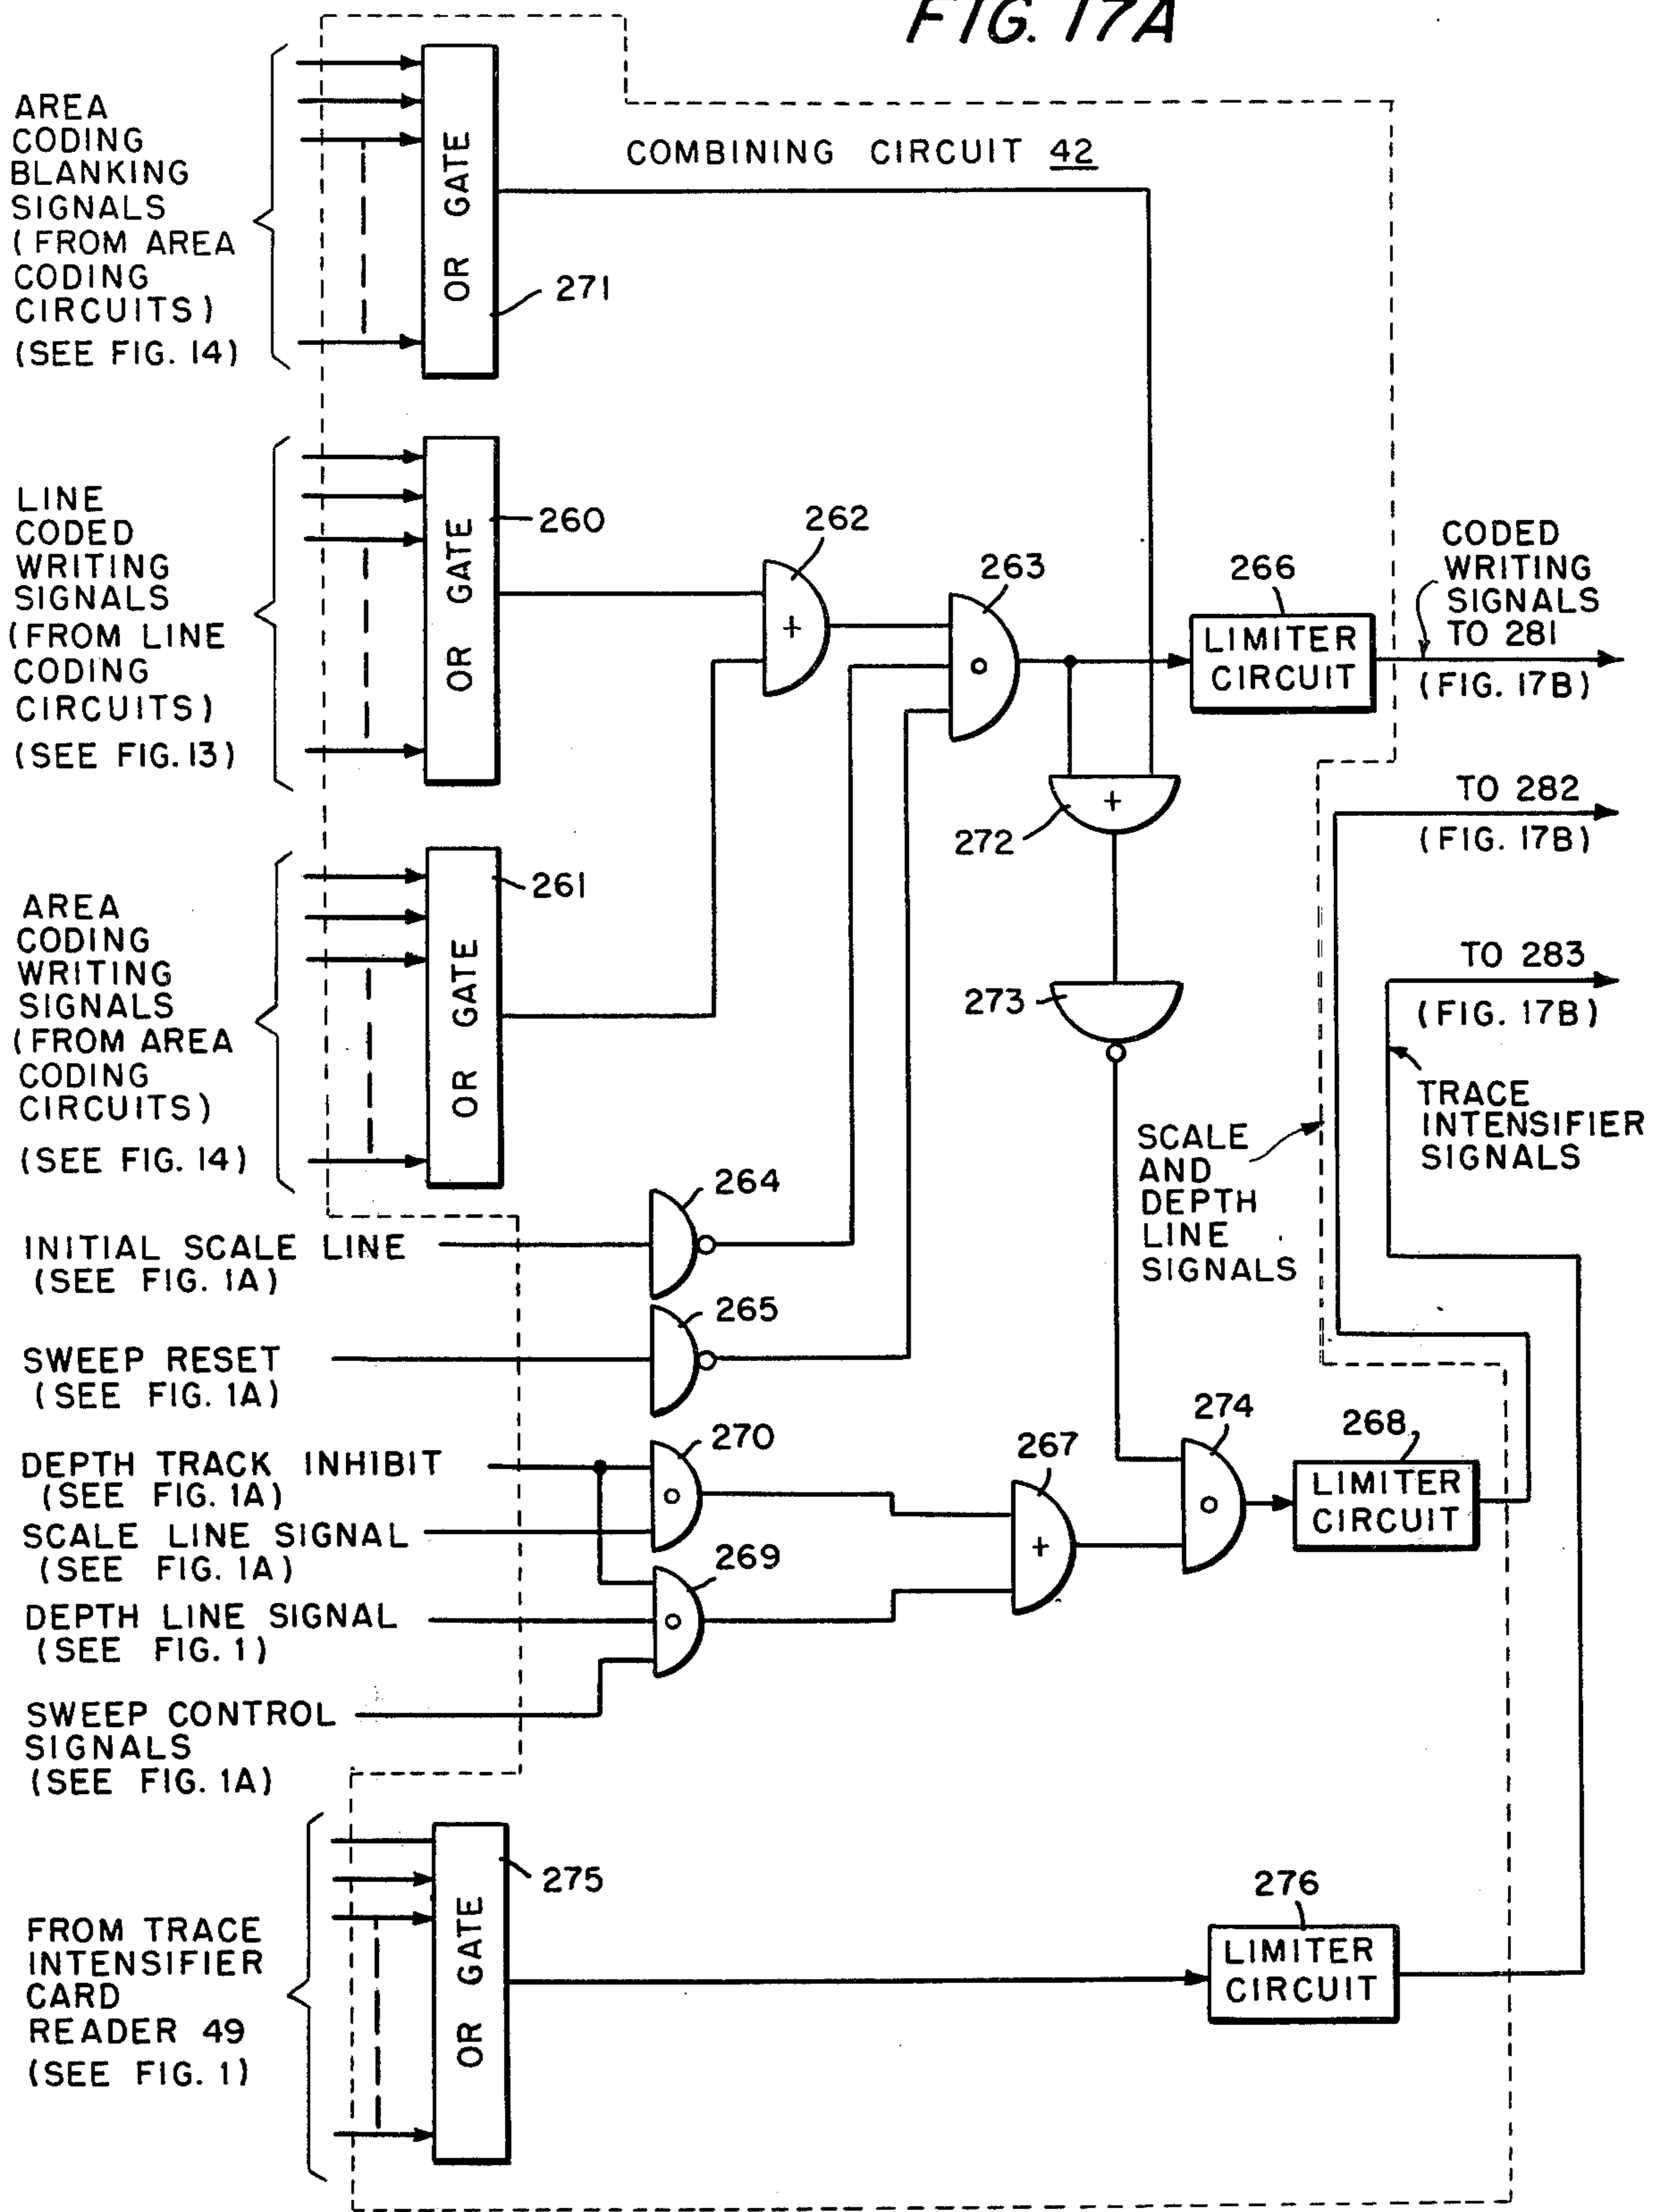 FIG. 17A
COMBINING CIRCUIT 42
AREA
CODING
BLANKING
SIGNALS
(FROM AREA
CODING
CIRCUITS)
(SEE FIG. 14)
OR GATE
271
LINE
CODED
WRITING
SIGNALS
(FROM LINE
CODING
CIRCUITS)
(SEE FIG. 13)
OR GATE
260
262
+
263
266
LIMITER
CIRCUIT
CODED
WRITING
SIGNALS
TO 281
(FIG. 17B)
+
272
TO 282
(FIG. 17B)
AREA
CODING
WRITING
SIGNALS
(FROM AREA
CODING
CIRCUITS)
(SEE FIG. 14)
OR GATE
261
273
TO 283
(FIG. 17B)
TRACE
INTENSIFIER
SIGNALS
SCALE
AND
DEPTH
LINE
SIGNALS
264
INITIAL SCALE LINE
(SEE FIG. 1A)
265
SWEEP RESET
(SEE FIG. 1A)
270
DEPTH TRACK INHIBIT
(SEE FIG. 1A)
SCALE LINE SIGNAL
(SEE FIG. 1A)
269
DEPTH LINE SIGNAL
(SEE FIG. 1)
SWEEP CONTROL
SIGNALS
(SEE FIG. 1A)
267
+
274
268
LIMITER
CIRCUIT
FROM TRACE
INTENSIFIER
CARD
READER 49
(SEE FIG. 1)
OR GATE
275
276
LIMITER
CIRCUIT